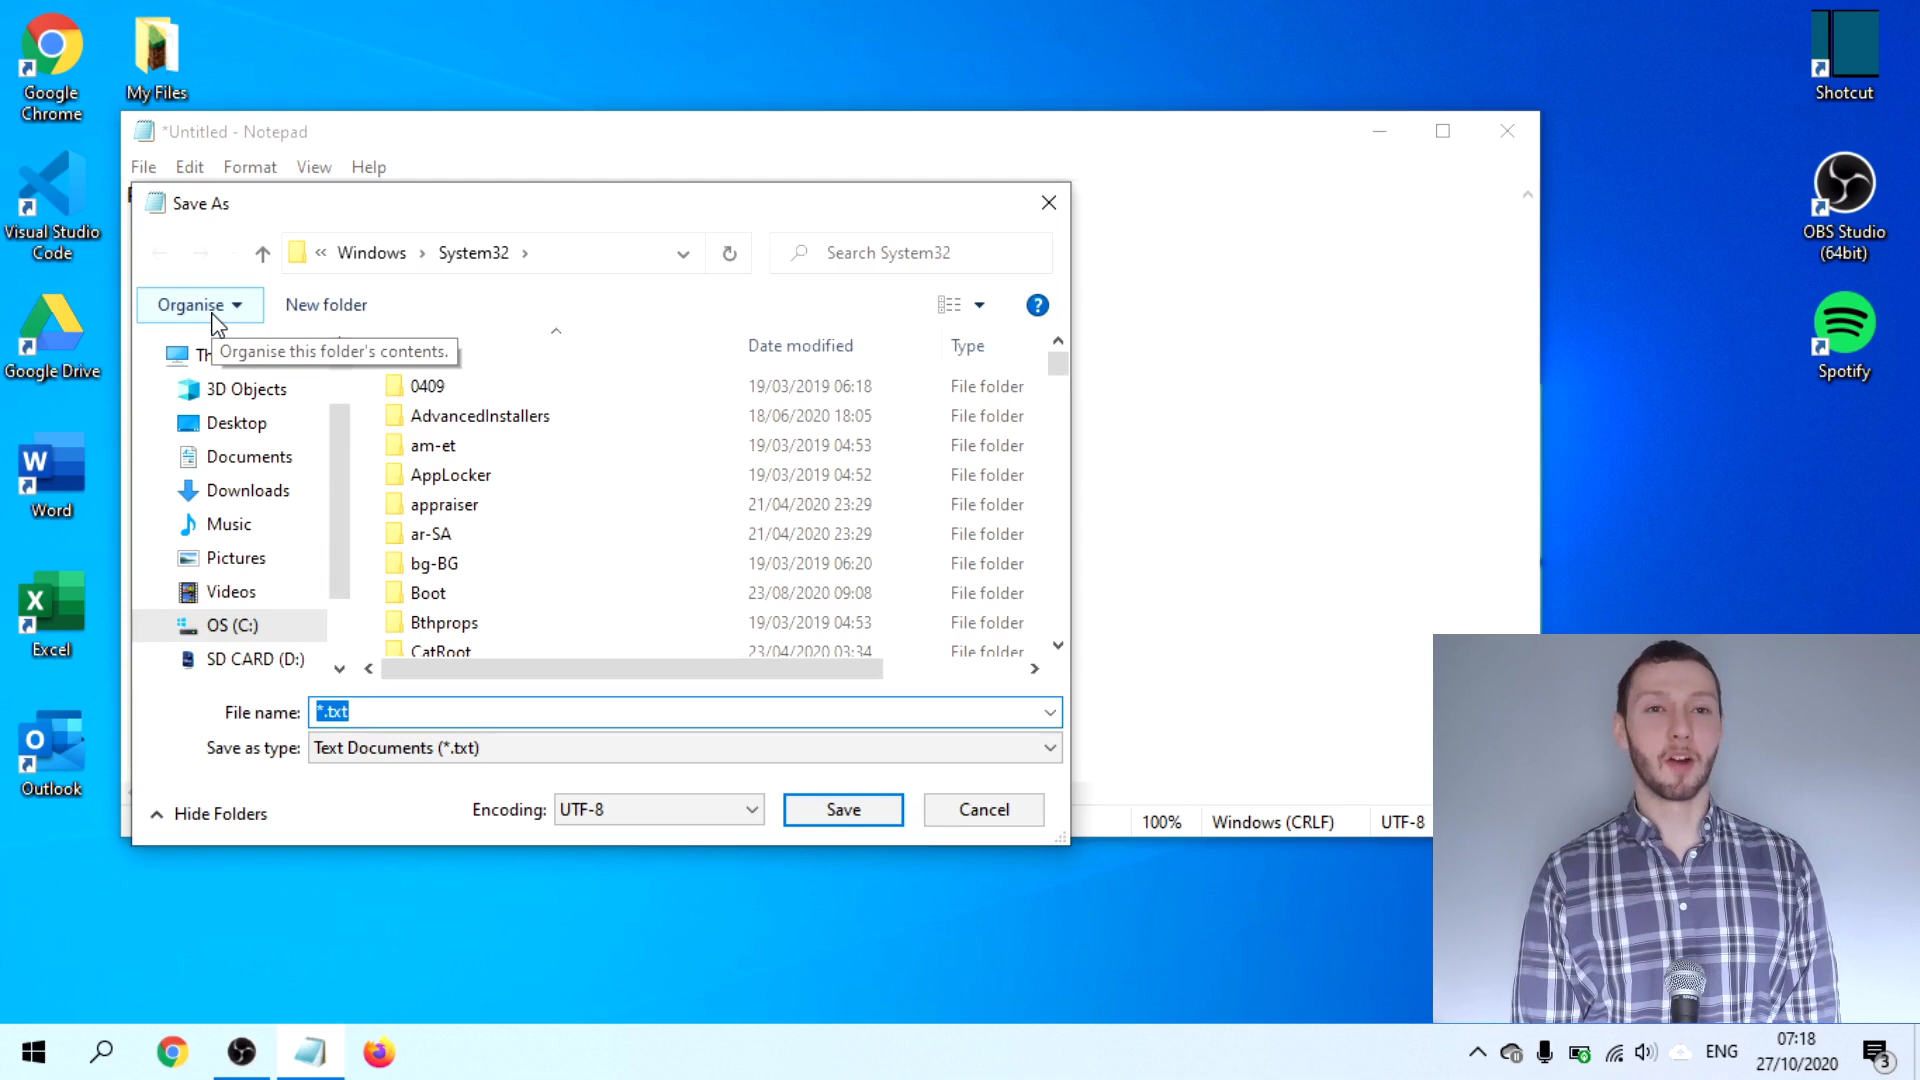 Google
Chrome
My Files
Shotcut
*Untitled - Notepad
File Edit Format View Help
Save As
Visual Studio
Code
« Windows › System32 ›
Search System32
OBS Studio
(64bit)
Organise
New folder
Organise this folder's contents.
Date modified
Type
Google Drive
Spotify
3D Objects
Desktop
Documents
Downloads
Music
Pictures
Videos
OS (C:)
SD CARD (D:)
0409 19/03/2019 06:18 File folder
AdvancedInstallers 18/06/2020 18:05 File folder
am-et 19/03/2019 04:53 File folder
AppLocker 19/03/2019 04:52 File folder
appraiser 21/04/2020 23:29 File folder
ar-SA 21/04/2020 23:29 File folder
bg-BG 19/03/2019 06:20 File folder
Boot 23/08/2020 09:08 File folder
Bthprops 19/03/2019 04:53 File folder
CatRoot 23/04/2020 03:34 File folder
W
Word
X
Excel
O
Outlook
File name: *.txt
Save as type: Text Documents (*.txt)
Hide Folders
Encoding: UTF-8
Save
Cancel
100%
Windows (CRLF)
UTF-8
ENG
07:18
27/10/2020
3